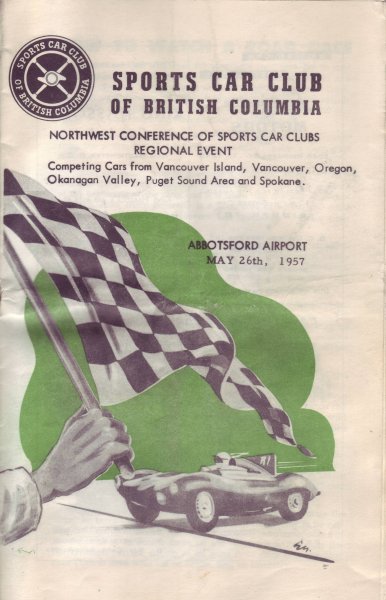 SPORTS CAR CLUB
OF BRITISH COLUMBIA
SPORTS CAR CLUB
OF BRITISH COLUMBIA
NORTHWEST CONFERENCE OF SPORTS CAR CLUBS
REGIONAL EVENT
Competing Cars from Vancouver Island, Vancouver, Oregon,
Okanagan Valley, Puget Sound Area and Spokane.
ABBOTSFORD AIRPORT
MAY 26th, 1957